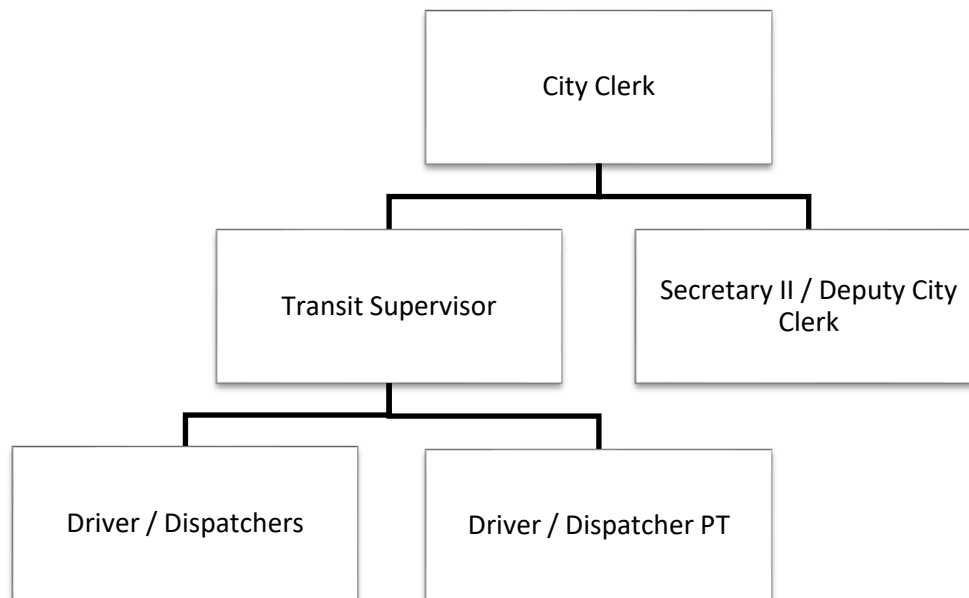 City Clerk
Transit Supervisor
Secretary II / Deputy City
Clerk
Driver / Dispatchers
Driver / Dispatcher PT